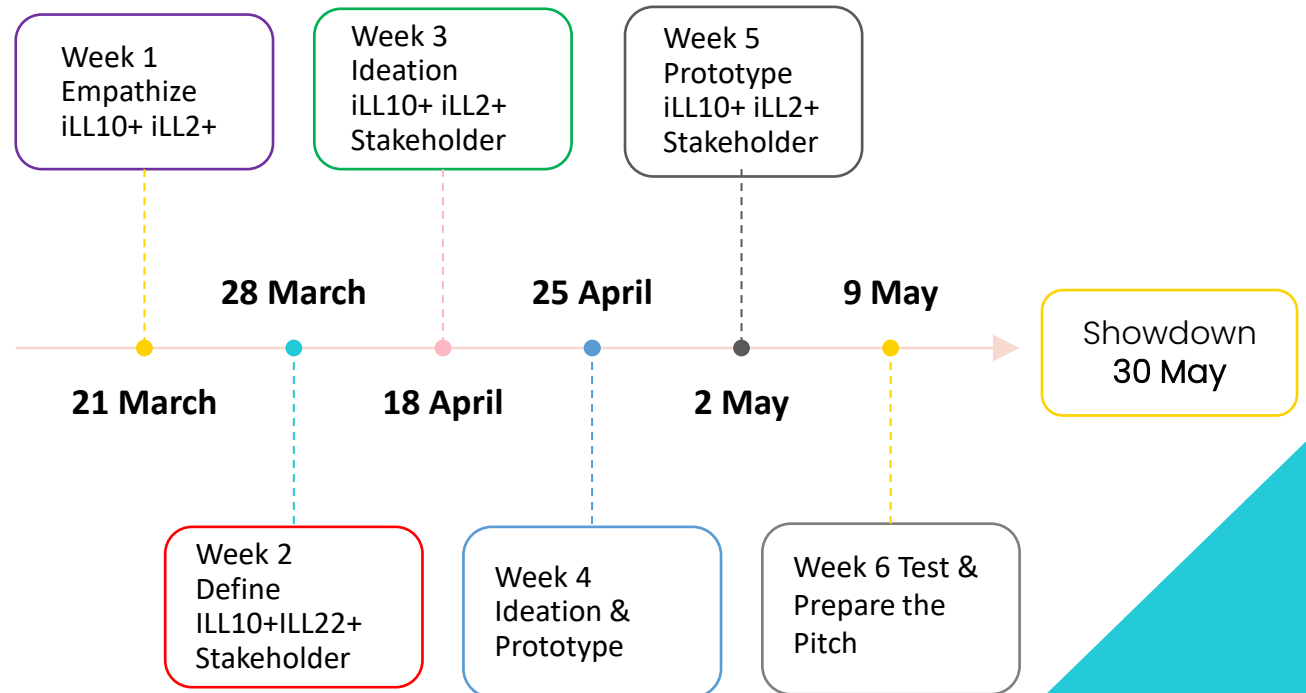 Week 1
Empathize
iLL10+ iLL2+
Week 3
Ideation
iLL10+ iLL2+
Stakeholder
Week 5
Prototype
iLL10+ iLL2+
Stakeholder
28 March
25 April
9 May
21 March
18 April
2 May
Showdown
30 May
Week 2
Define
ILL10+ILL22+
Stakeholder
Week 4
Ideation &
Prototype
Week 6 Test &
Prepare the
Pitch